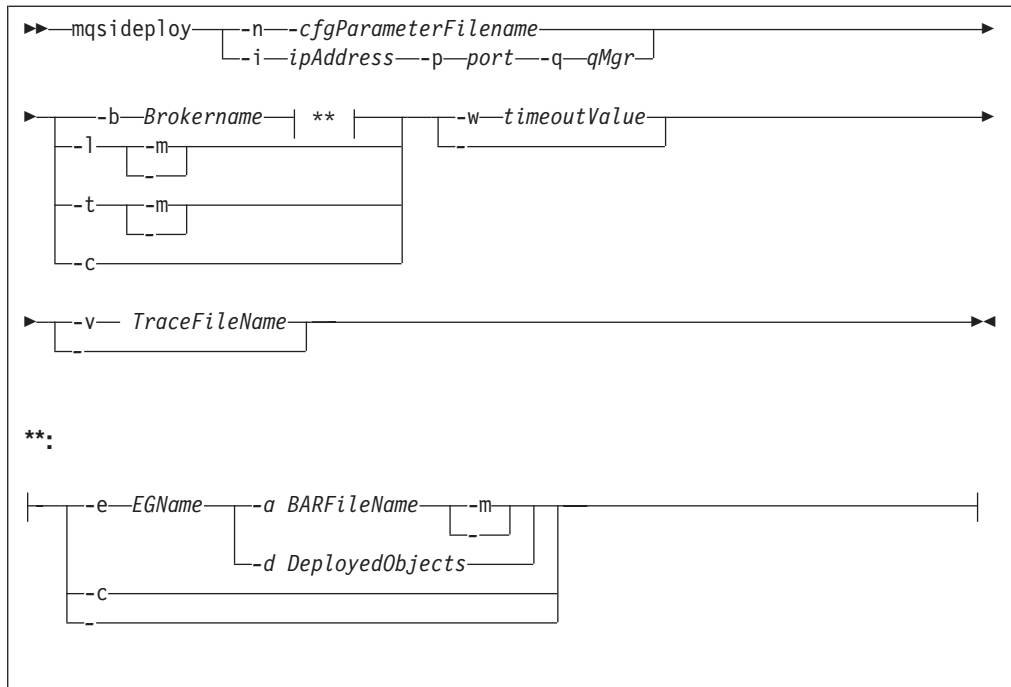 mqsideploy -n -cfgParameterFilename
-i ipAddress -p port -q qMgr
-b Brokername **
-w timeoutValue
-l -m
-
-
-t -m
-
-c
-v TraceFileName
-
**:
-e EGName -a BARFileName -m
-
-d DeployedObjects
-c
-